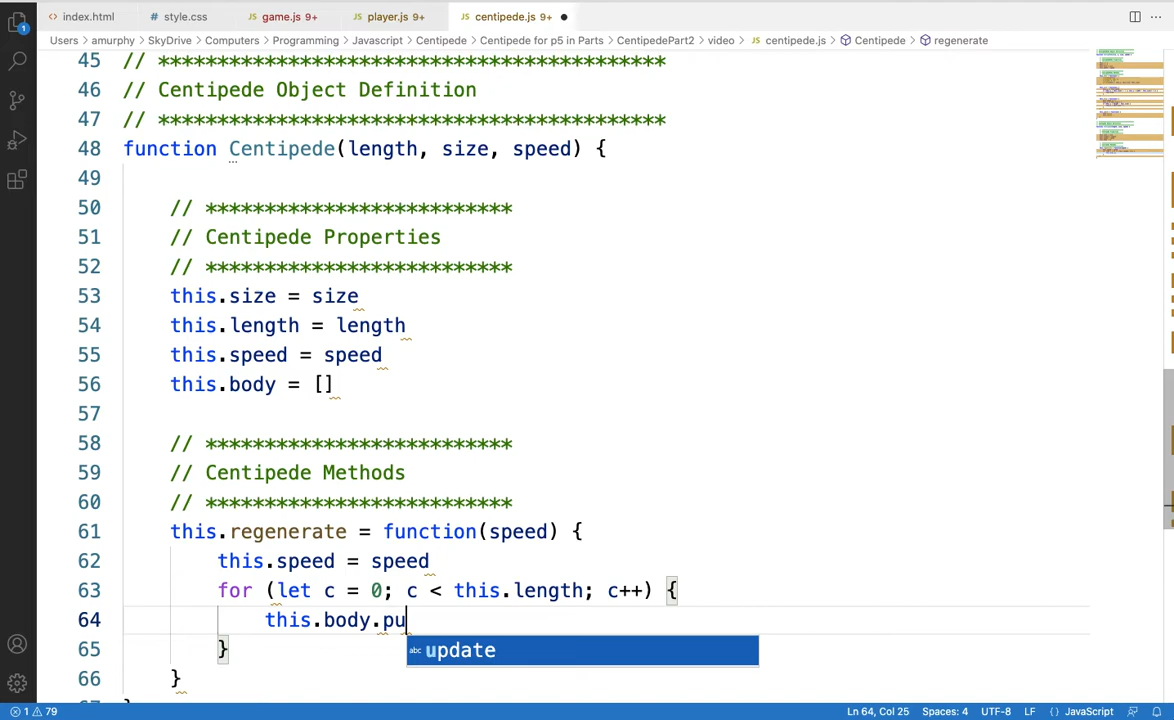 1
index.html
# style.css
JS game.js 9+
JS player.js 9+
JS centipede.js 9+
Users > amurphy > SkyDrive > Computers > Programming > Javascript > Centipede > Centipede for p5 in Parts > CentipedePart2 > video > JS centipede.js > Centipede > regenerate
45 // *******************************************
46 // Centipede Object Definition
47 // *******************************************
48 function Centipede(length, size, speed) {
49
50 // **************************
51 // Centipede Properties
52 // **************************
53 this.size = size
54 this.length = length
55 this.speed = speed
56 this.body = []
57
58 // **************************
59 // Centipede Methods
60 // **************************
61 this.regenerate = function(speed) {
62 this.speed = speed
63 for (let c = 0; c < this.length; c++) {
64 this.body.pu
abc update
65 }
66 }
1 79
Ln 64, Col 25 Spaces: 4 UTF-8 LF {} JavaScript